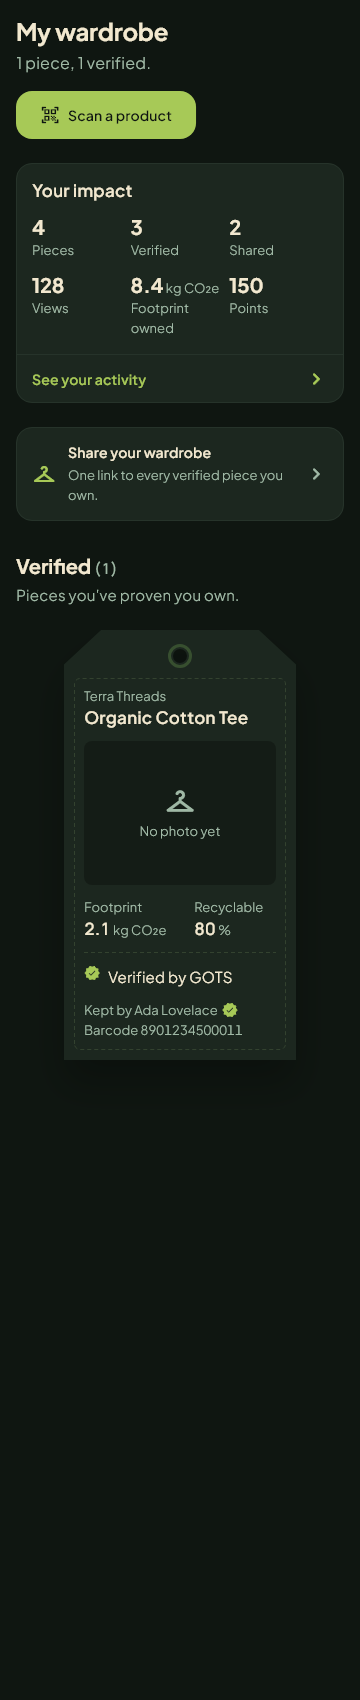 My wardrobe
1 piece, 1 verified.
Scan a product
Your impact
4 3 2
Pieces Verified Shared
128 8.4 kg CO₂e 150
Views Footprint owned Points
See your activity
Share your wardrobe
One link to every verified piece you
own.
Verified (1)
Pieces you've proven you own.
Terra Threads
Organic Cotton Tee
No photo yet
Footprint Recyclable
2.1 kg CO₂e 80 %
Verified by GOTS
Kept by Ada Lovelace
Barcode 8901234500011